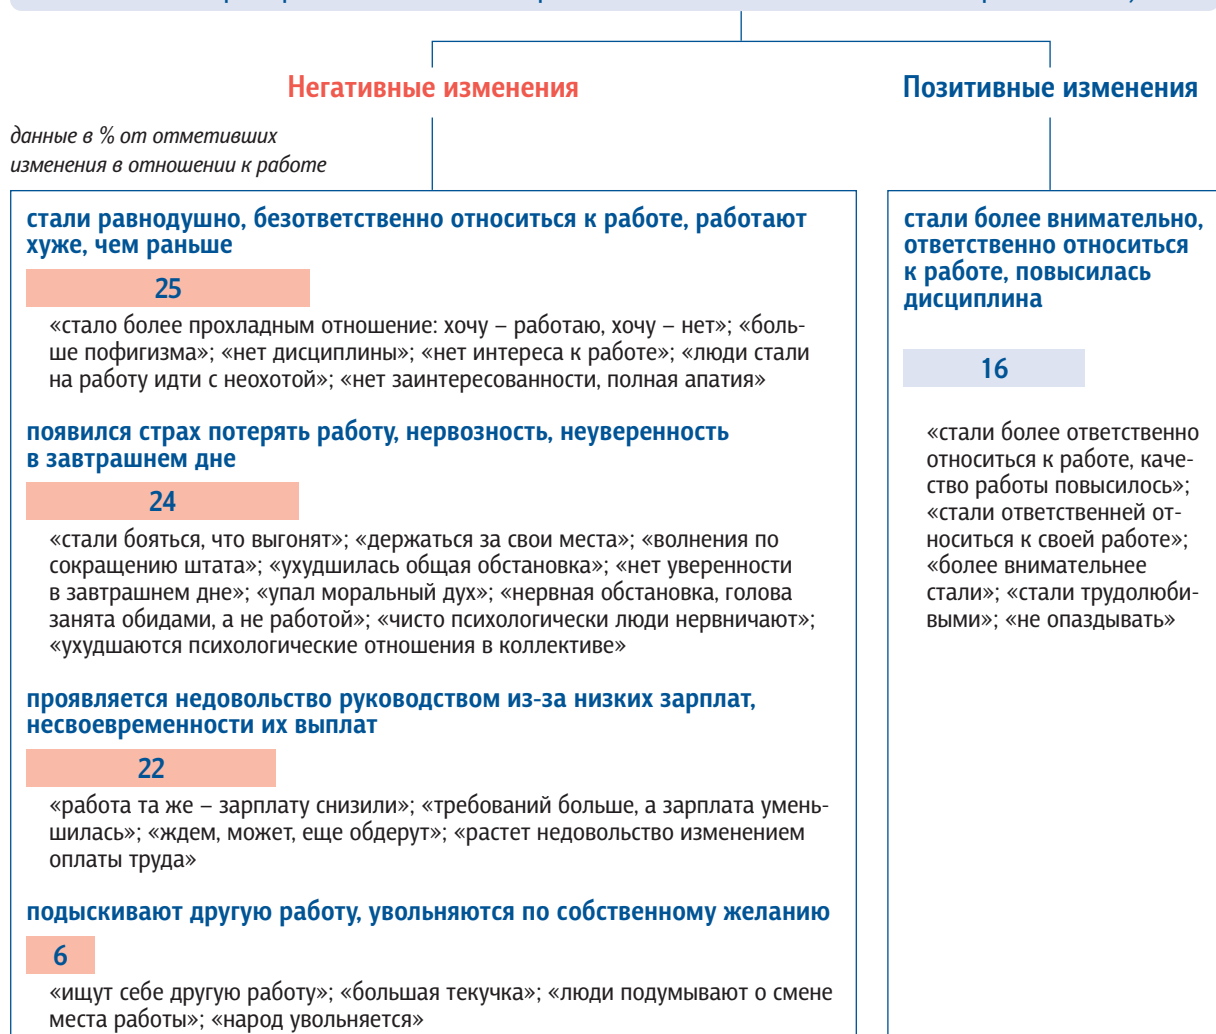 Негативные изменения
Позитивные изменения
данные в % от отметивших
изменения в отношении к работе
стали равнодушно, безответственно относиться к работе, работают
хуже, чем раньше
25
«стало более прохладным отношение: хочу – работаю, хочу – нет»; «боль-
ше пофигизма»; «нет дисциплины»; «нет интереса к работе»; «люди стали
на работу идти с неохотой»; «нет заинтересованности, полная апатия»
появился страх потерять работу, нервозность, неуверенность
в завтрашнем дне
24
«стали бояться, что выгонят»; «держаться за свои места»; «волнения по
сокращению штата»; «ухудшилась общая обстановка»; «нет уверенности
в завтрашнем дне»; «упал моральный дух»; «нервная обстановка, голова
занята обидами, а не работой»; «чисто психологически люди нервничают»;
«ухудшаются психологические отношения в коллективе»
проявляется недовольство руководством из-за низких зарплат,
несвоевременности их выплат
22
«работа та же – зарплату снизили»; «требований больше, а зарплата умень-
шилась»; «ждем, может, еще обдерут»; «растет недовольство изменением
оплаты труда»
подыскивают другую работу, увольняются по собственному желанию
6
«ищут себе другую работу»; «большая текучка»; «люди подумывают о смене
места работы»; «народ увольняется»
стали более внимательно,
ответственно относиться
к работе, повысилась
дисциплина
16
«стали более ответственно
относиться к работе, каче-
ство работы повысилось»;
«стали ответственней от-
носиться к своей работе»;
«более внимательнее
стали»; «стали трудолюби-
выми»; «не опаздывать»